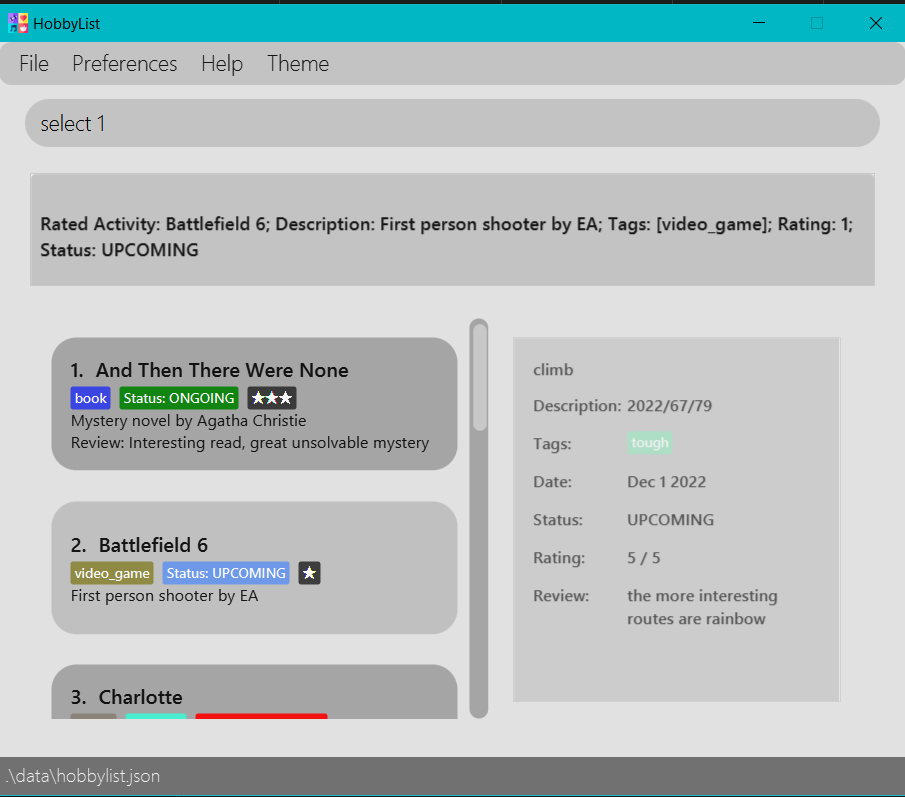 HobbyList
File Preferences Help Theme
select 1
Rated Activity: Battlefield 6; Description: First person shooter by EA; Tags: [video_game]; Rating: 1;
Status: UPCOMING
1. And Then There Were None
book Status: ONGOING
Mystery novel by Agatha Christie
Review: Interesting read, great unsolvable mystery
2. Battlefield 6
video_game Status: UPCOMING
First person shooter by EA
3. Charlotte
climb
Description: 2022/67/79
Tags: tough
Date: Dec 1 2022
Status: UPCOMING
Rating: 5 / 5
Review: the more interesting
routes are rainbow
.\data\hobbylist.json